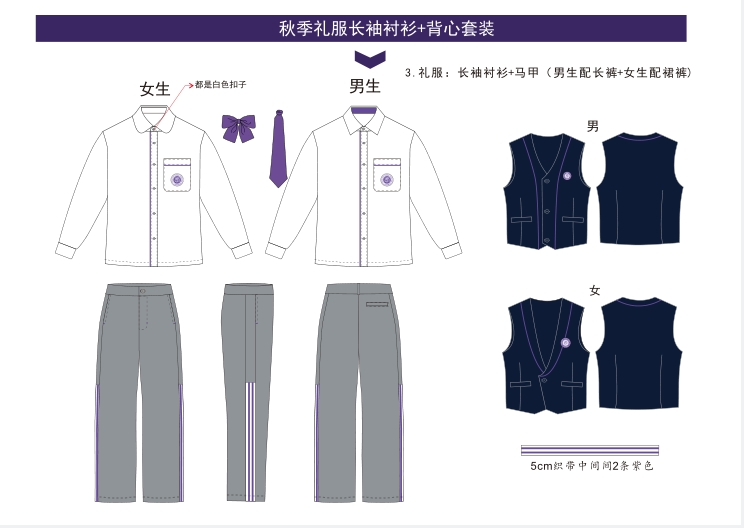 秋季礼服长袖衬衫+背心套装
3.礼服：长袖衬衫+马甲（男生配长裤+女生配裙裤）
女生
都是白色扣子
男生
男
女
5cm织带中间间2条紫色